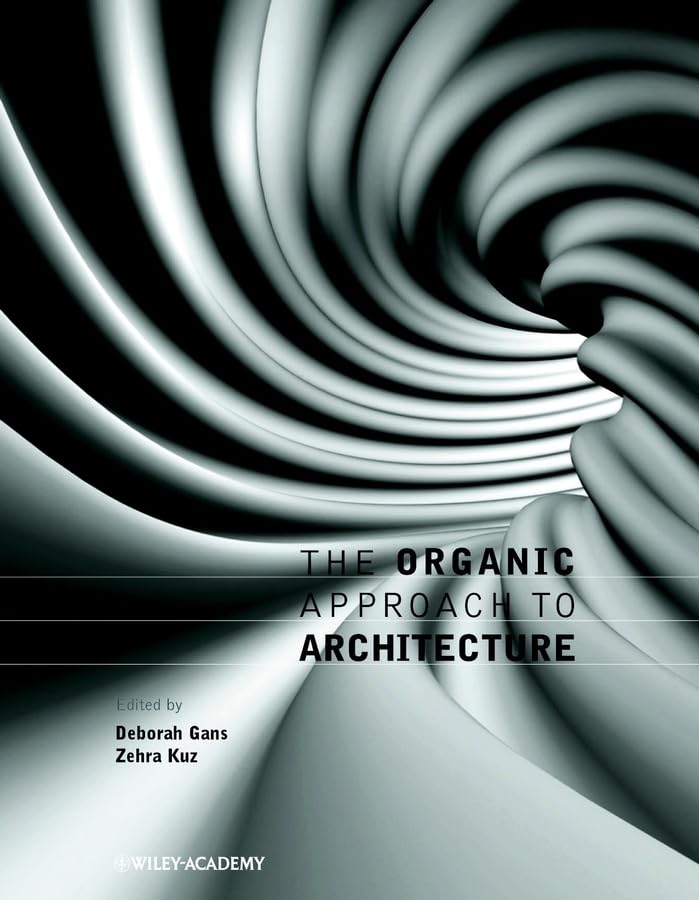 THE ORGANIC
APPROACH TO
ARCHITECTURE
Edited by
Deborah Gans
Zehra Kuz
WILEY-ACADEMY